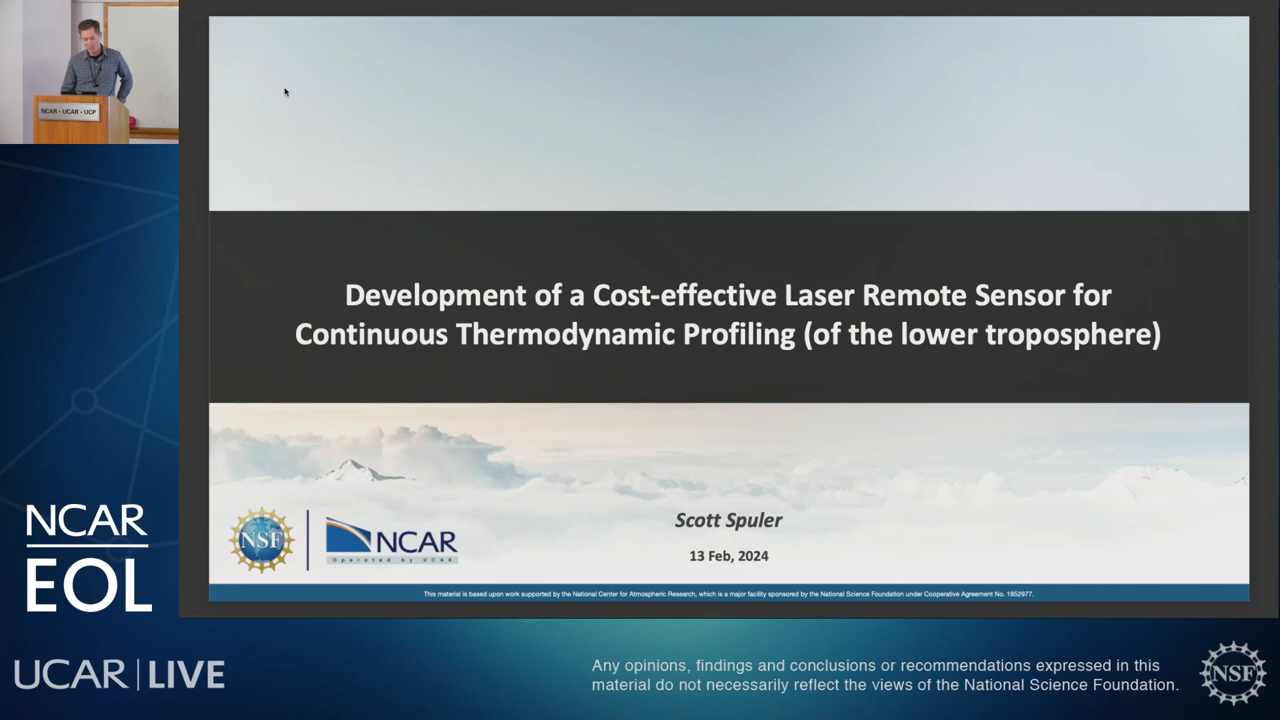 NCAR • UCAR • UCP
Development of a Cost-effective Laser Remote Sensor for
Continuous Thermodynamic Profiling (of the lower troposphere)
Scott Spuler
13 Feb, 2024
NSF
NCAR
Operated by UCAR
This material is based upon work supported by the National Center for Atmospheric Research, which is a major facility sponsored by the National Science Foundation under Cooperative Agreement No. 1852977.
NCAR
EOL
UCAR | LIVE
Any opinions, findings and conclusions or recommendations expressed in this
material do not necessarily reflect the views of the National Science Foundation.
NSF